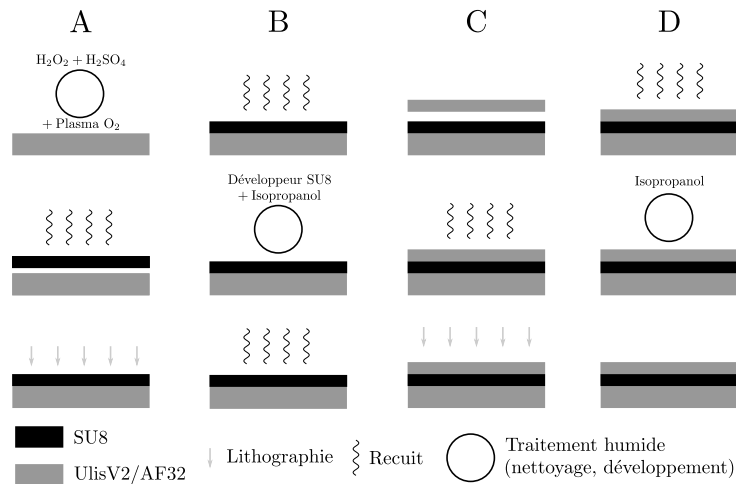 A B C D
H₂O₂ + H₂SO₄
+ Plasma O₂
Développeur SU8
+ Isopropanol
Isopropanol
SU8
UlisV2/AF32
Lithographie
Recuit
Traitement humide
(nettoyage, développement)